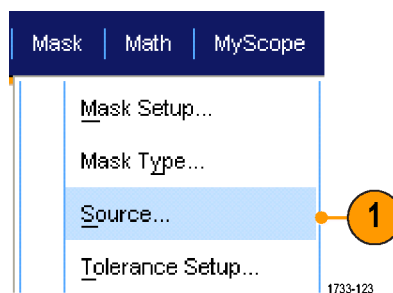 Mask | Math | MyScope
Mask Setup...
Mask Type...
Source...
1
Tolerance Setup...
1733-123